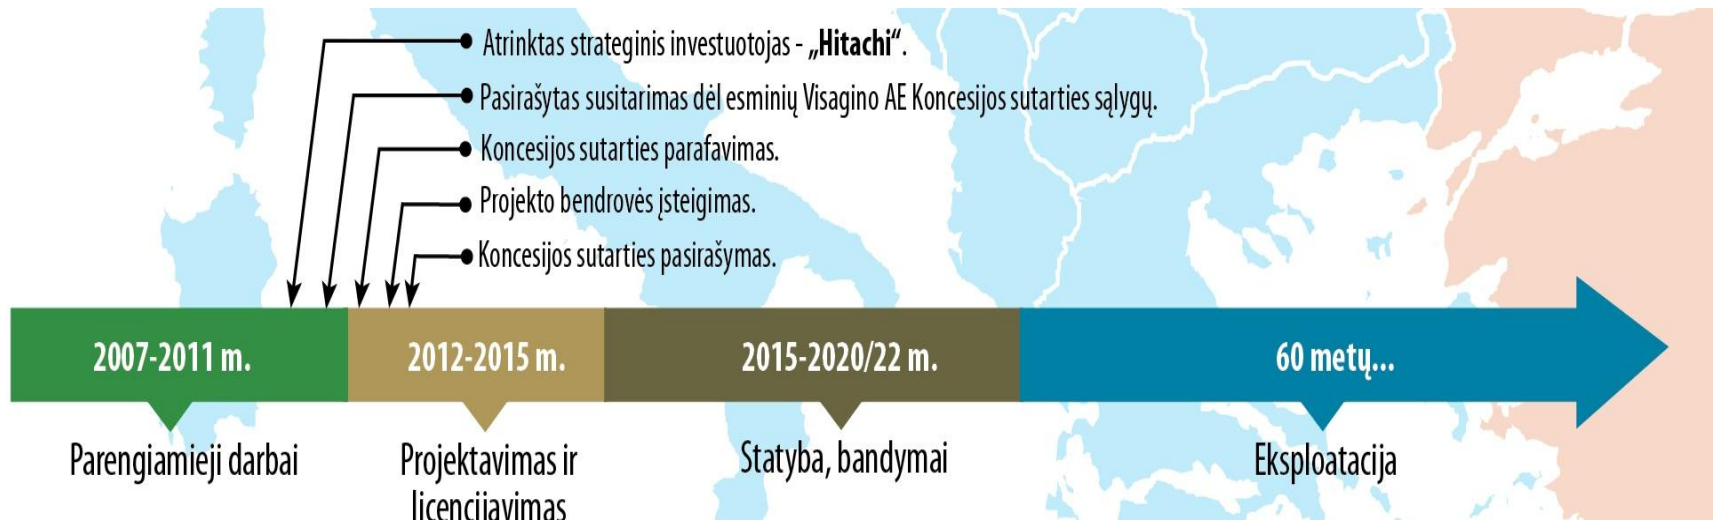 Atrinktas strateginis investuotojas - „Hitachi“.
Pasirašytas susitarimas dėl esminių Visagino AE Koncesijos sutarties sąlygų.
Koncesijos sutarties parafavimas.
Projekto bendrovės įsteigimas.
Koncesijos sutarties pasirašymas.
2007-2011 m.
2012-2015 m.
2015-2020/22 m.
60 metų...
Parengiamieji darbai
Projektavimas ir
licencijavimas
Statyba, bandymai
Eksploatacija